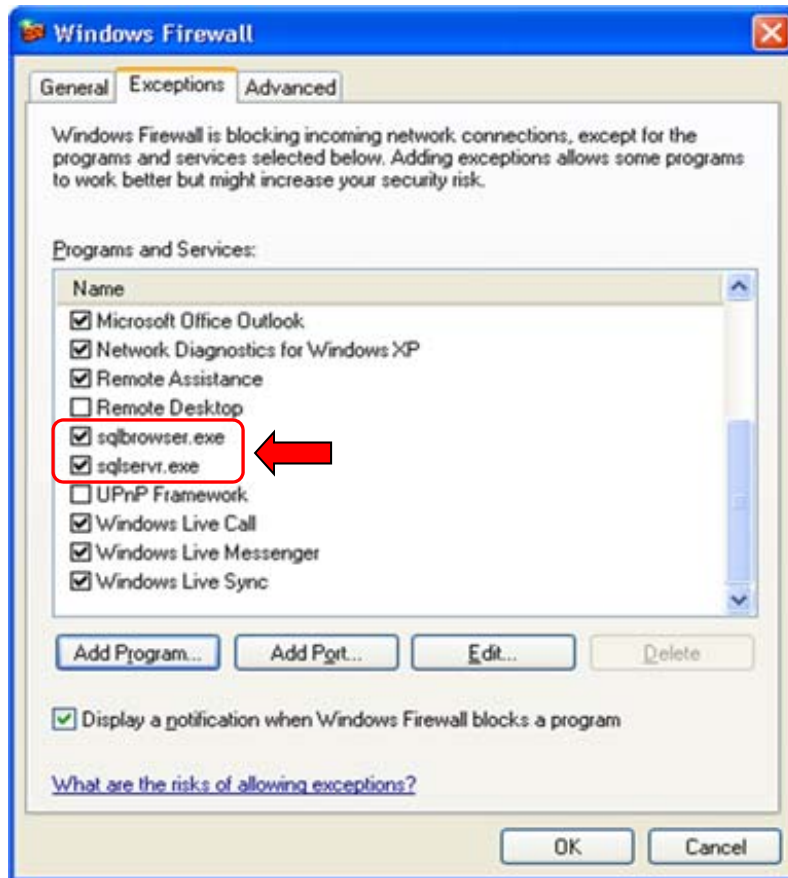 Windows Firewall
General Exceptions Advanced
Windows Firewall is blocking incoming network connections, except for the
programs and services selected below. Adding exceptions allows some programs
to work better but might increase your security risk.
Programs and Services:
Name
Microsoft Office Outlook
Network Diagnostics for Windows XP
Remote Assistance
Remote Desktop
sqlbrowser.exe
sqlservr.exe
UPnP Framework
Windows Live Call
Windows Live Messenger
Windows Live Sync
Add Program... Add Port... Edit... Delete
Display a notification when Windows Firewall blocks a program
What are the risks of allowing exceptions?
OK Cancel